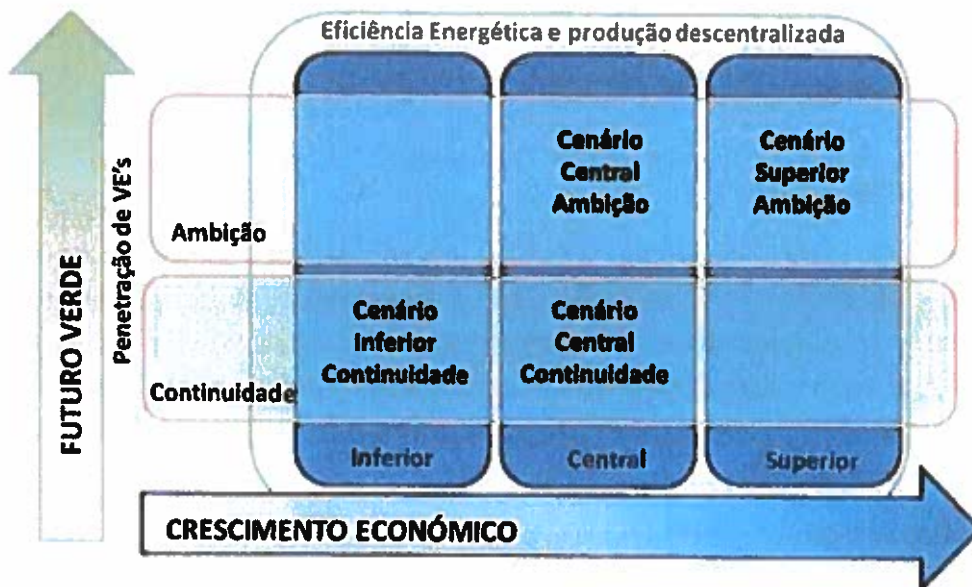 Eficiência Energética e produção descentralizada
FUTURO VERDE
Penetração de VE's
Ambição
Cenário
Central
Ambição
Cenário
Superior
Ambição
Continuidade
Cenário
Inferior
Continuidade
Cenário
Central
Continuidade
Inferior
Central
Superior
CRESCIMENTO ECONÓMICO